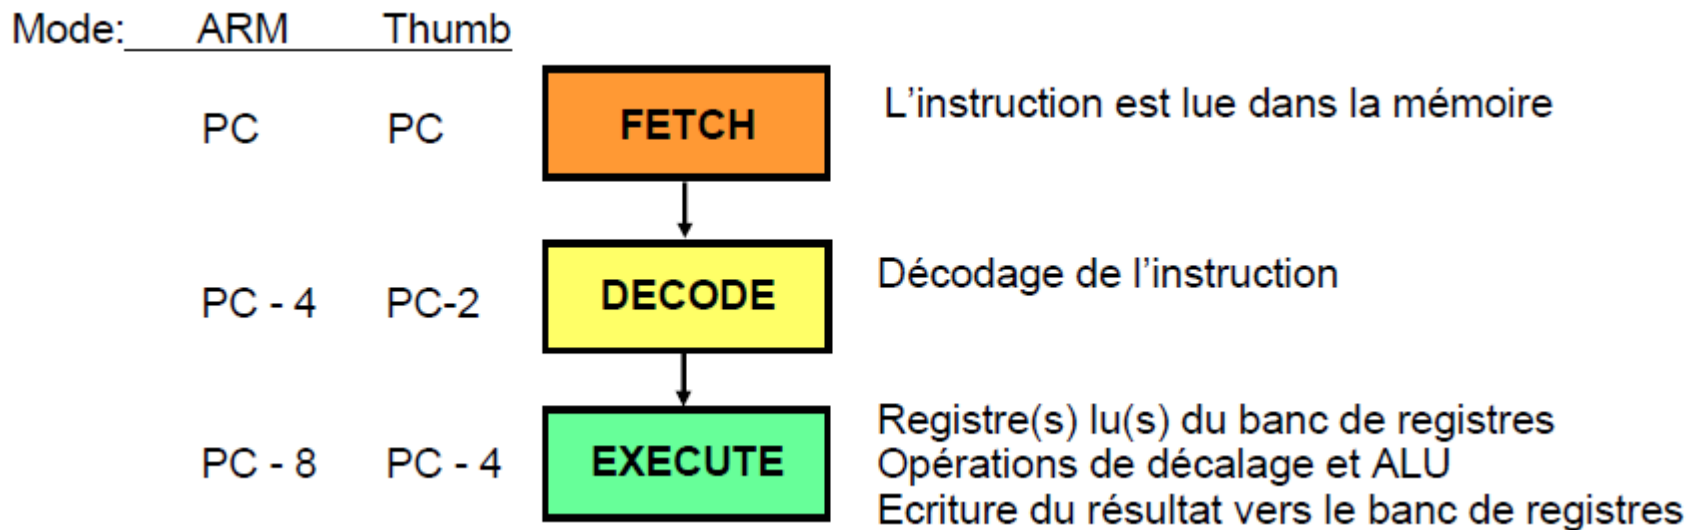 Mode: ARM Thumb
PC PC FETCH L'instruction est lue dans la mémoire
PC - 4 PC-2 DECODE Décodage de l'instruction
PC - 8 PC - 4 EXECUTE Registre(s) lu(s) du banc de registres
Opérations de décalage et ALU
Ecriture du résultat vers le banc de registres